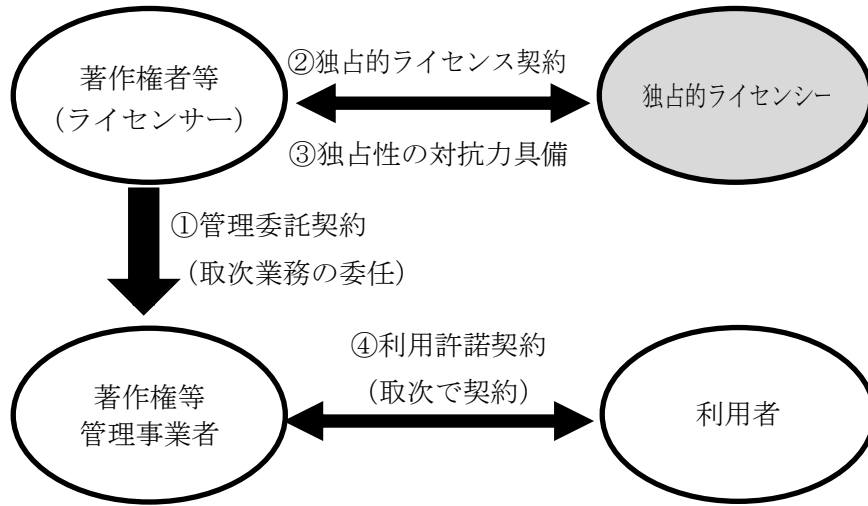 著作権者等
（ライセンサー）
②独占的ライセンス契約
③独占性の対抗力具備
独占的ライセンシー
①管理委託契約
（取次業務の委任）
著作権等
管理事業者
④利用許諾契約
（取次で契約）
利用者